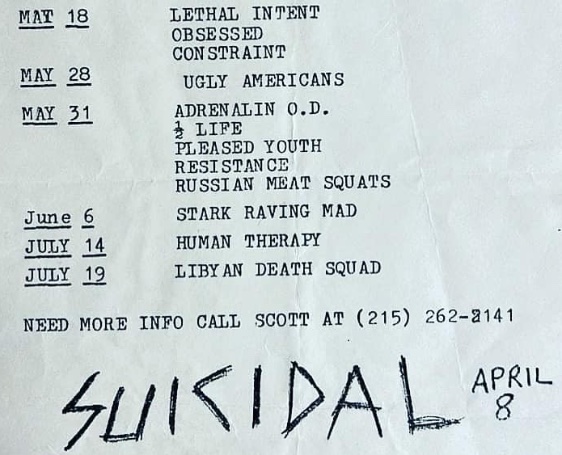 MAY 18 LETHAL INTENT
OBSESSED
CONSTRAINT
MAY 28 UGLY AMERICANS
MAY 31 ADRENALIN O.D.
½ LIFE
PLEASED YOUTH
RESISTANCE
RUSSIAN MEAT SQUATS
June 6 STARK RAVING MAD
JULY 14 HUMAN THERAPY
JULY 19 LIBYAN DEATH SQUAD
NEED MORE INFO CALL SCOTT AT (215) 262-2141
SUICIDAL APRIL
8